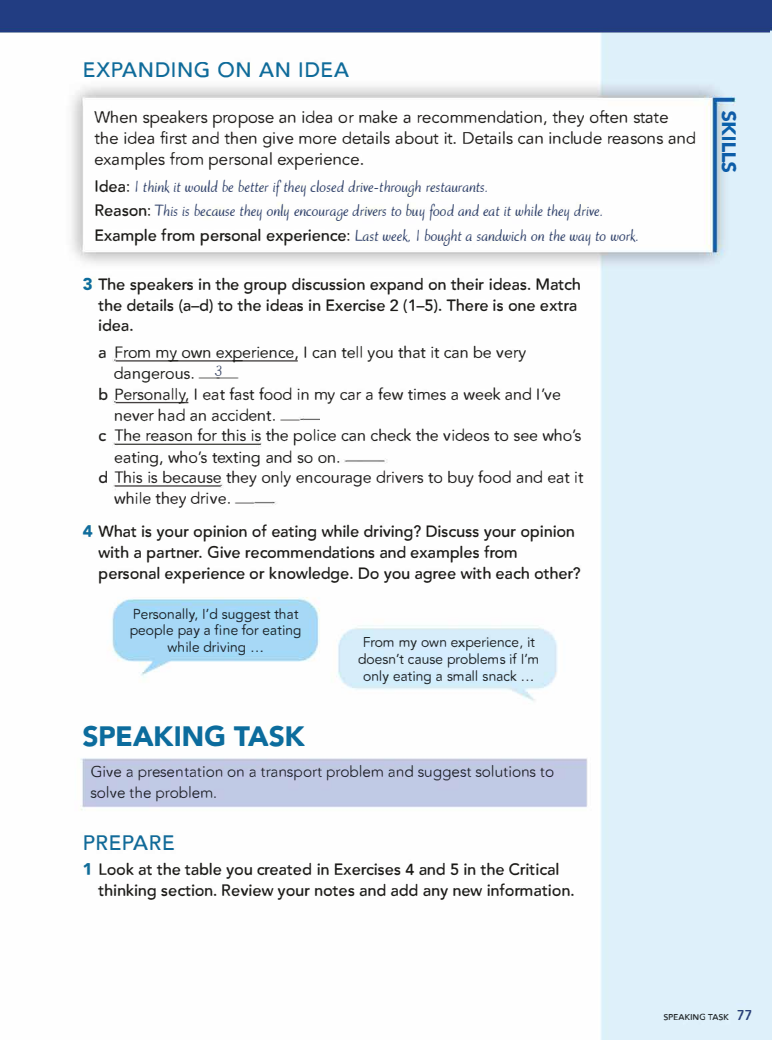 EXPANDING ON AN IDEA
When speakers propose an idea or make a recommendation, they often state
the idea first and then give more details about it. Details can include reasons and
examples from personal experience.
Idea: I think it would be better if they closed drive-through restaurants.
Reason: This is because they only encourage drivers to buy food and eat it while they drive.
Example from personal experience: Last week, I bought a sandwich on the way to work.
SKILLS
3 The speakers in the group discussion expand on their ideas. Match
the details (a–d) to the ideas in Exercise 2 (1–5). There is one extra
idea.
a From my own experience, I can tell you that it can be very
dangerous. 3
b Personally, I eat fast food in my car a few times a week and I've
never had an accident.
c The reason for this is the police can check the videos to see who's
eating, who's texting and so on.
d This is because they only encourage drivers to buy food and eat it
while they drive.
4 What is your opinion of eating while driving? Discuss your opinion
with a partner. Give recommendations and examples from
personal experience or knowledge. Do you agree with each other?
Personally, I'd suggest that
people pay a fine for eating
while driving …
From my own experience, it
doesn't cause problems if I'm
only eating a small snack …
SPEAKING TASK
Give a presentation on a transport problem and suggest solutions to
solve the problem.
PREPARE
1 Look at the table you created in Exercises 4 and 5 in the Critical
thinking section. Review your notes and add any new information.
SPEAKING TASK 77